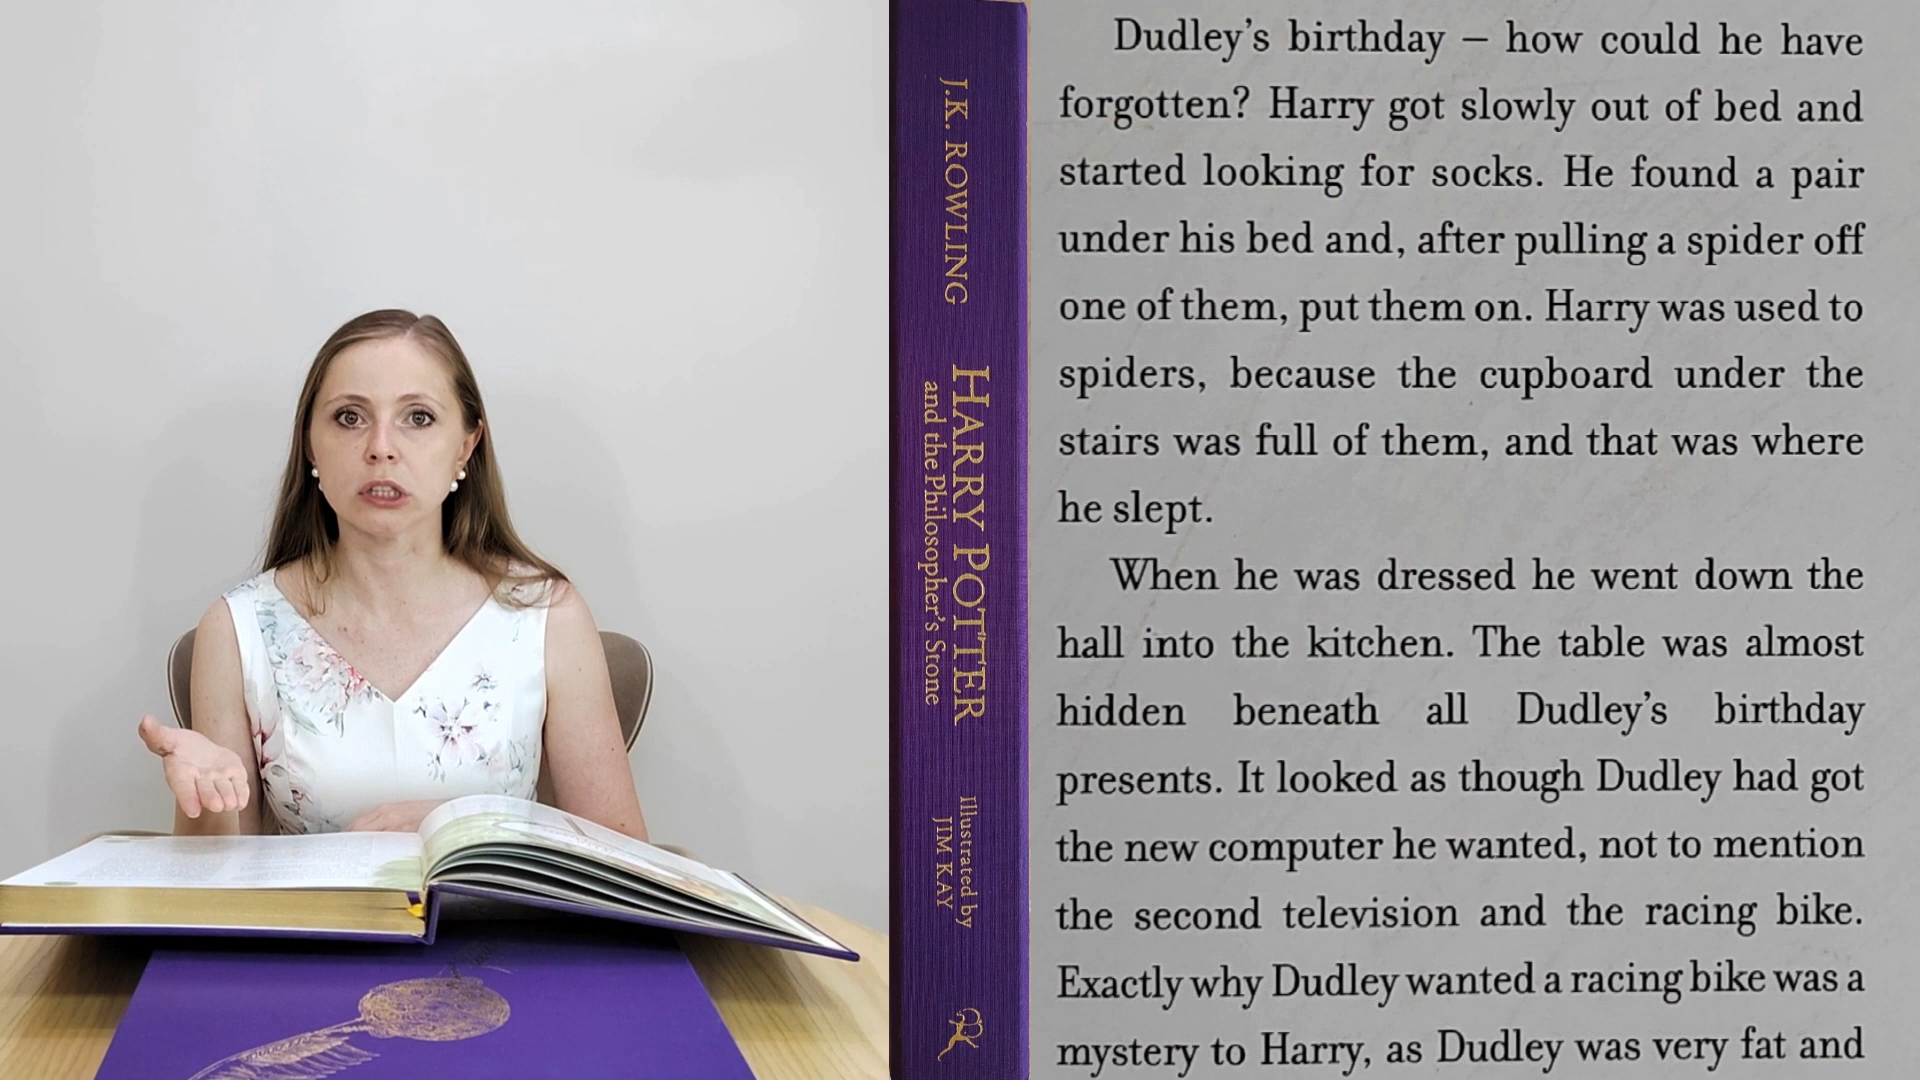 J.K. ROWLING
HARRY POTTER
and the Philosopher's Stone
Illustrated by
JIM KAY
Dudley's birthday – how could he have
forgotten? Harry got slowly out of bed and
started looking for socks. He found a pair
under his bed and, after pulling a spider off
one of them, put them on. Harry was used to
spiders, because the cupboard under the
stairs was full of them, and that was where
he slept.
When he was dressed he went down the
hall into the kitchen. The table was almost
hidden beneath all Dudley's birthday
presents. It looked as though Dudley had got
the new computer he wanted, not to mention
the second television and the racing bike.
Exactly why Dudley wanted a racing bike was a
mystery to Harry, as Dudley was very fat and